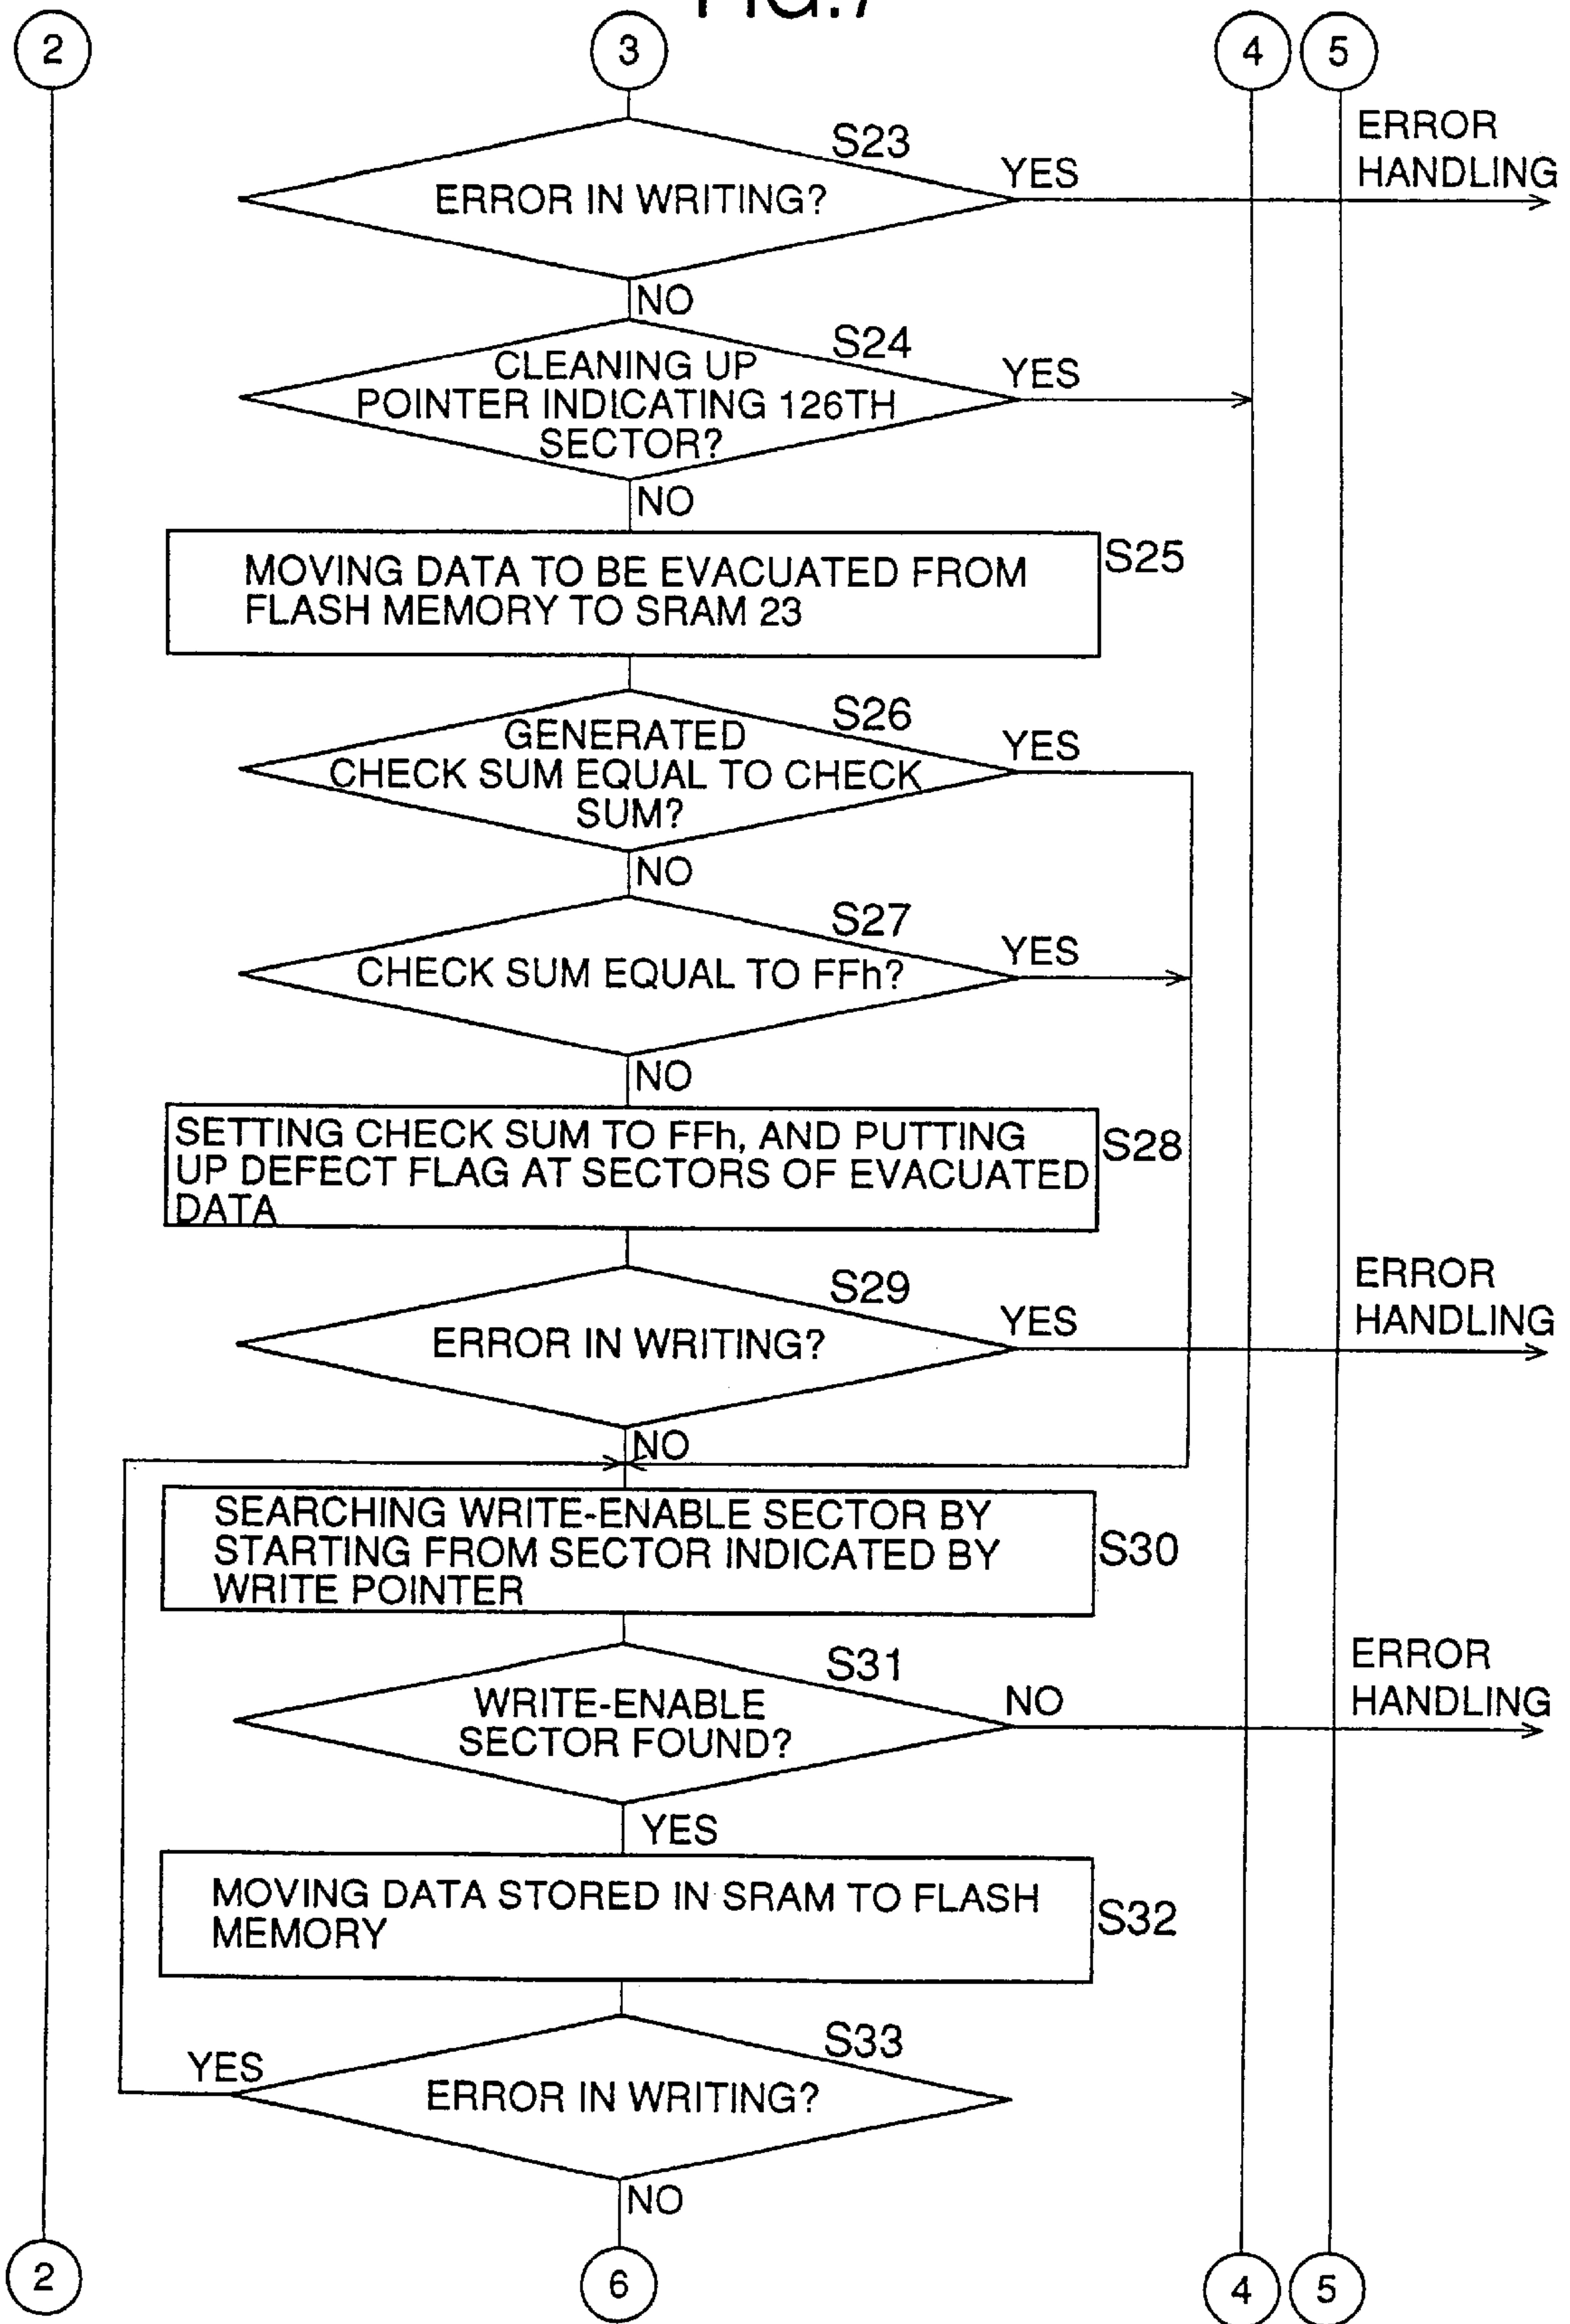 FIG.7
2
3
4
5
S23
ERROR IN WRITING?
YES
ERROR
HANDLING
NO
S24
CLEANING UP
POINTER INDICATING 126TH
SECTOR?
YES
NO
S25
MOVING DATA TO BE EVACUATED FROM
FLASH MEMORY TO SRAM 23
S26
GENERATED
CHECK SUM EQUAL TO CHECK
SUM?
YES
NO
S27
CHECK SUM EQUAL TO FFh?
YES
NO
SETTING CHECK SUM TO FFh, AND PUTTING
UP DEFECT FLAG AT SECTORS OF EVACUATED
DATA
S28
S29
ERROR IN WRITING?
YES
ERROR
HANDLING
NO
SEARCHING WRITE-ENABLE SECTOR BY
STARTING FROM SECTOR INDICATED BY
WRITE POINTER
S30
S31
WRITE-ENABLE
SECTOR FOUND?
NO
ERROR
HANDLING
YES
MOVING DATA STORED IN SRAM TO FLASH
MEMORY
S32
S33
YES
ERROR IN WRITING?
NO
2
6
4
5